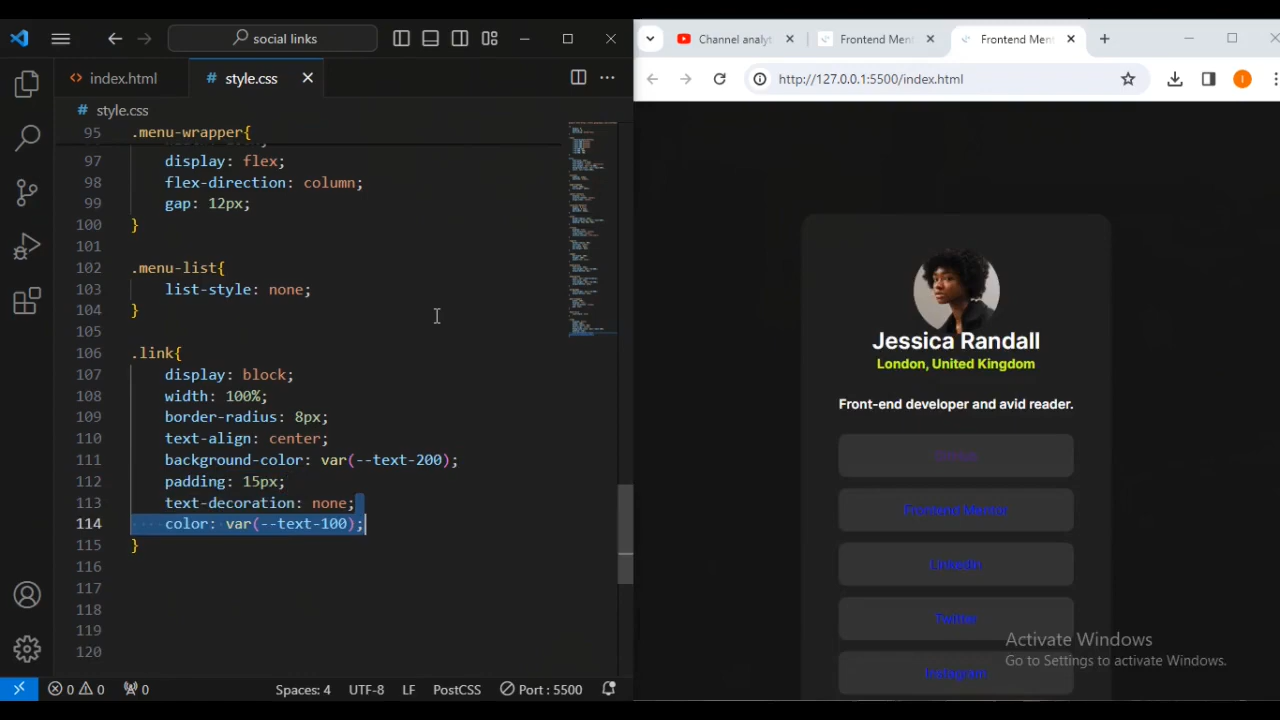 social links
Channel analyt
Frontend Ment
Frontend Ment
index.html
# style.css
http://127.0.0.1:5500/index.html
# style.css
95 .menu-wrapper{
97 display: flex;
98 flex-direction: column;
99 gap: 12px;
100 }
101
102 .menu-list{
103 list-style: none;
104 }
105
106 .link{
107 display: block;
108 width: 100%;
109 border-radius: 8px;
110 text-align: center;
111 background-color: var(--text-200);
112 padding: 15px;
113 text-decoration: none;
114 color: var(--text-100);
115 }
116
117
118
119
120
Jessica Randall
London, United Kingdom
Front-end developer and avid reader.
Frontend Mentor
LinkedIn
Twitter
Instagram
Activate Windows
Go to Settings to activate Windows.
0 0 0 Spaces: 4 UTF-8 LF PostCSS Port : 5500